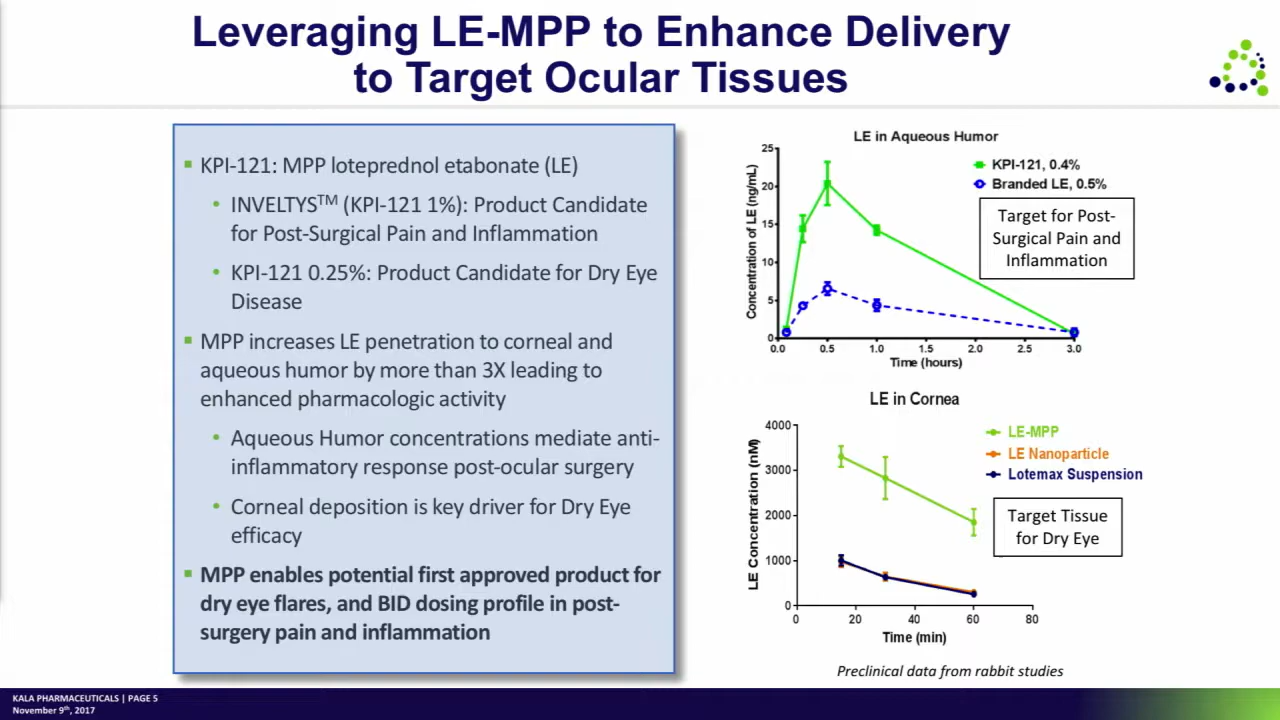 Leveraging LE-MPP to Enhance Delivery
to Target Ocular Tissues
▪ KPI-121: MPP loteprednol etabonate (LE)
• INVELTYS™ (KPI-121 1%): Product Candidate
for Post-Surgical Pain and Inflammation
• KPI-121 0.25%: Product Candidate for Dry Eye
Disease
▪ MPP increases LE penetration to corneal and
aqueous humor by more than 3X leading to
enhanced pharmacologic activity
• Aqueous Humor concentrations mediate anti-
inflammatory response post-ocular surgery
• Corneal deposition is key driver for Dry Eye
efficacy
▪ MPP enables potential first approved product for
dry eye flares, and BID dosing profile in post-
surgery pain and inflammation
LE in Aqueous Humor
Concentration of LE (ng/mL)
25
20
15
10
5
0
0.0 0.5 1.0 1.5 2.0 2.5 3.0
Time (hours)
KPI-121, 0.4%
Branded LE, 0.5%
Target for Post-
Surgical Pain and
Inflammation
LE in Cornea
LE Concentration (nM)
4000
3000
2000
1000
0
0 20 40 60 80
Time (min)
LE-MPP
LE Nanoparticle
Lotemax Suspension
Target Tissue
for Dry Eye
Preclinical data from rabbit studies
KALA PHARMACEUTICALS | PAGE 5
November 9th, 2017